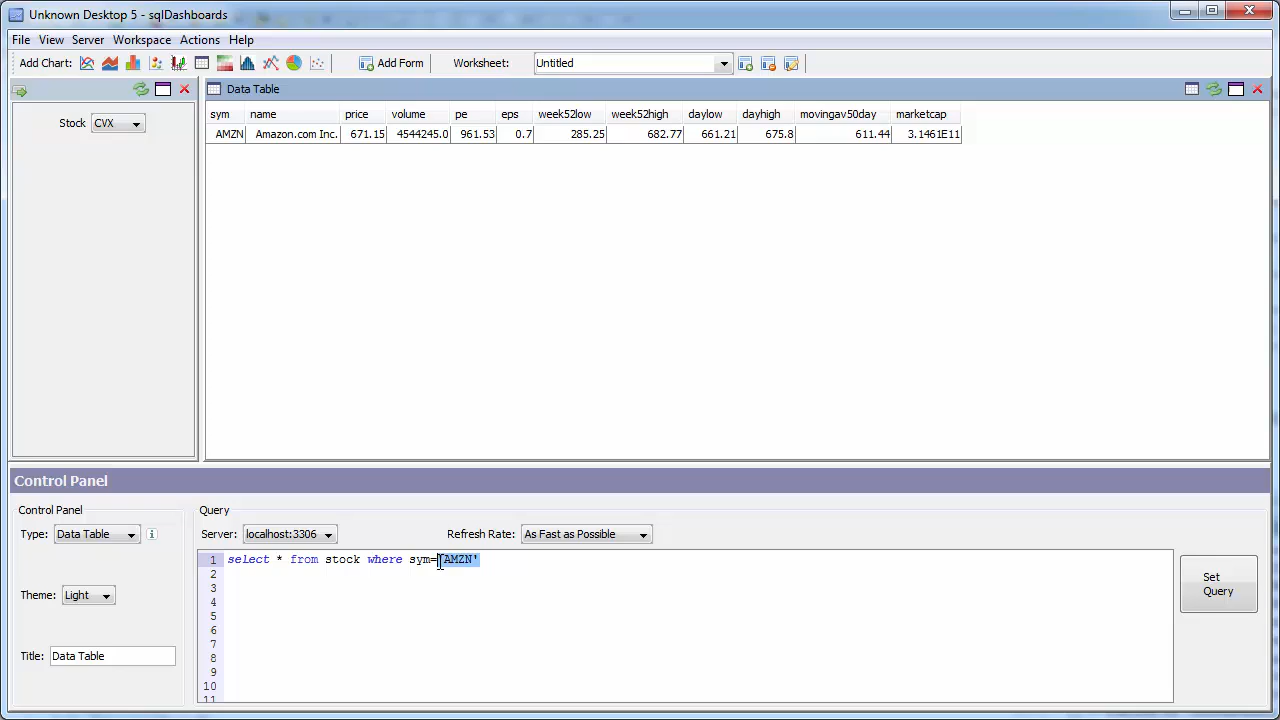 Unknown Desktop 5 - sqlDashboards
File View Server Workspace Actions Help
Add Chart: Add Form Worksheet: Untitled
Data Table
Stock CVX
sym name price volume pe eps week52low week52high daylow dayhigh movingav50day marketcap
AMZN Amazon.com Inc. 671.15 4544245.0 961.53 0.7 285.25 682.77 661.21 675.8 611.44 3.1461E11
Control Panel
Control Panel
Type: Data Table
Theme: Light
Title: Data Table
Query
Server: localhost:3306 Refresh Rate: As Fast as Possible
1 select * from stock where sym='AMZN'
2
3
4
5
6
7
8
9
10
11
Set
Query